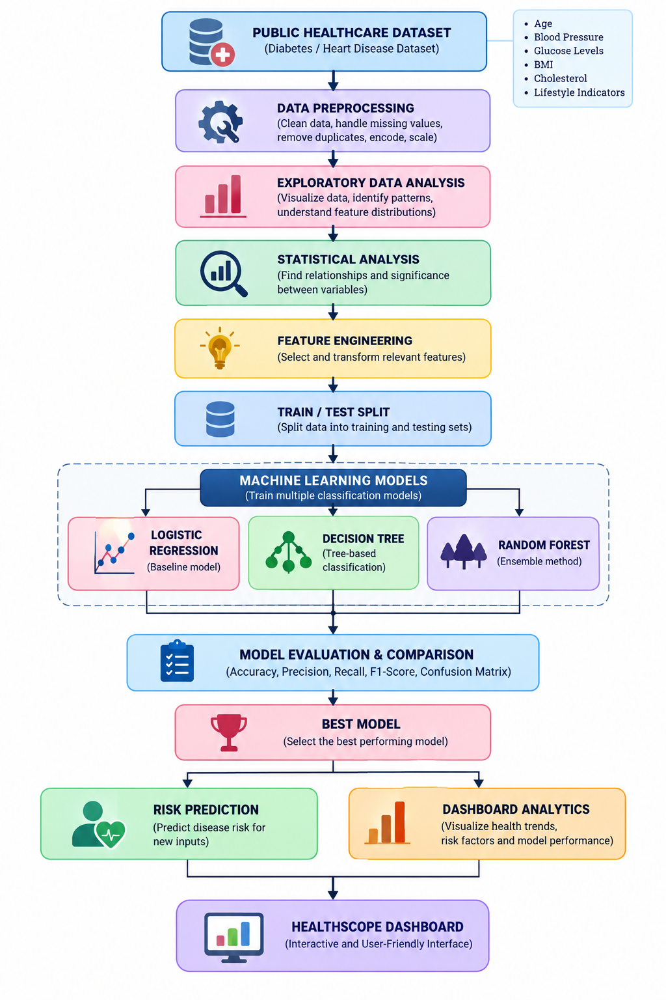 PUBLIC HEALTHCARE DATASET
(Diabetes / Heart Disease Dataset)
• Age
• Blood Pressure
• Glucose Levels
• BMI
• Cholesterol
• Lifestyle Indicators
DATA PREPROCESSING
(Clean data, handle missing values,
remove duplicates, encode, scale)
EXPLORATORY DATA ANALYSIS
(Visualize data, identify patterns,
understand feature distributions)
STATISTICAL ANALYSIS
(Find relationships and significance
between variables)
FEATURE ENGINEERING
(Select and transform relevant features)
TRAIN / TEST SPLIT
(Split data into training and testing sets)
MACHINE LEARNING MODELS
(Train multiple classification models)
LOGISTIC
REGRESSION
(Baseline model)
DECISION TREE
(Tree-based
classification)
RANDOM FOREST
(Ensemble method)
MODEL EVALUATION & COMPARISON
(Accuracy, Precision, Recall, F1-Score, Confusion Matrix)
BEST MODEL
(Select the best performing model)
RISK PREDICTION
(Predict disease risk for
new inputs)
DASHBOARD ANALYTICS
(Visualize health trends,
risk factors and model performance)
HEALTHSCOPE DASHBOARD
(Interactive and User-Friendly Interface)